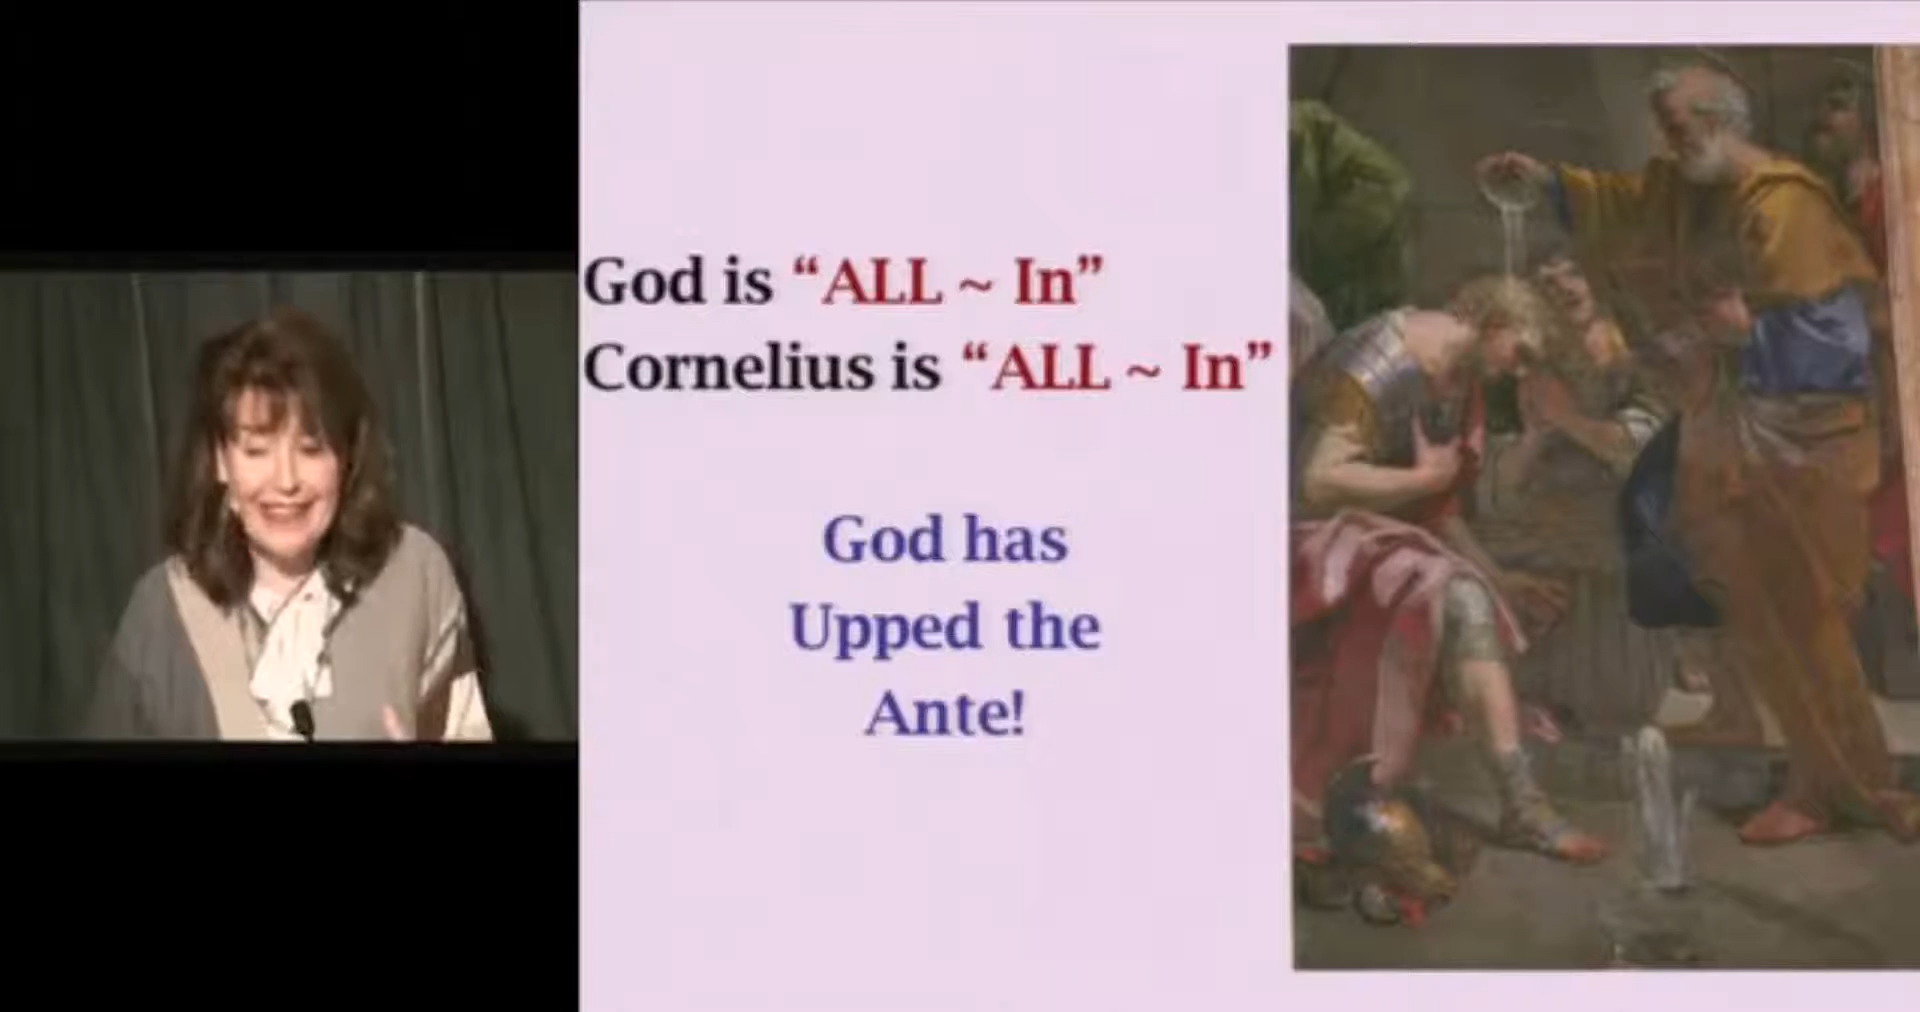 God is “ALL ~ In”
Cornelius is “ALL ~ In”
God has
Upped the
Ante!